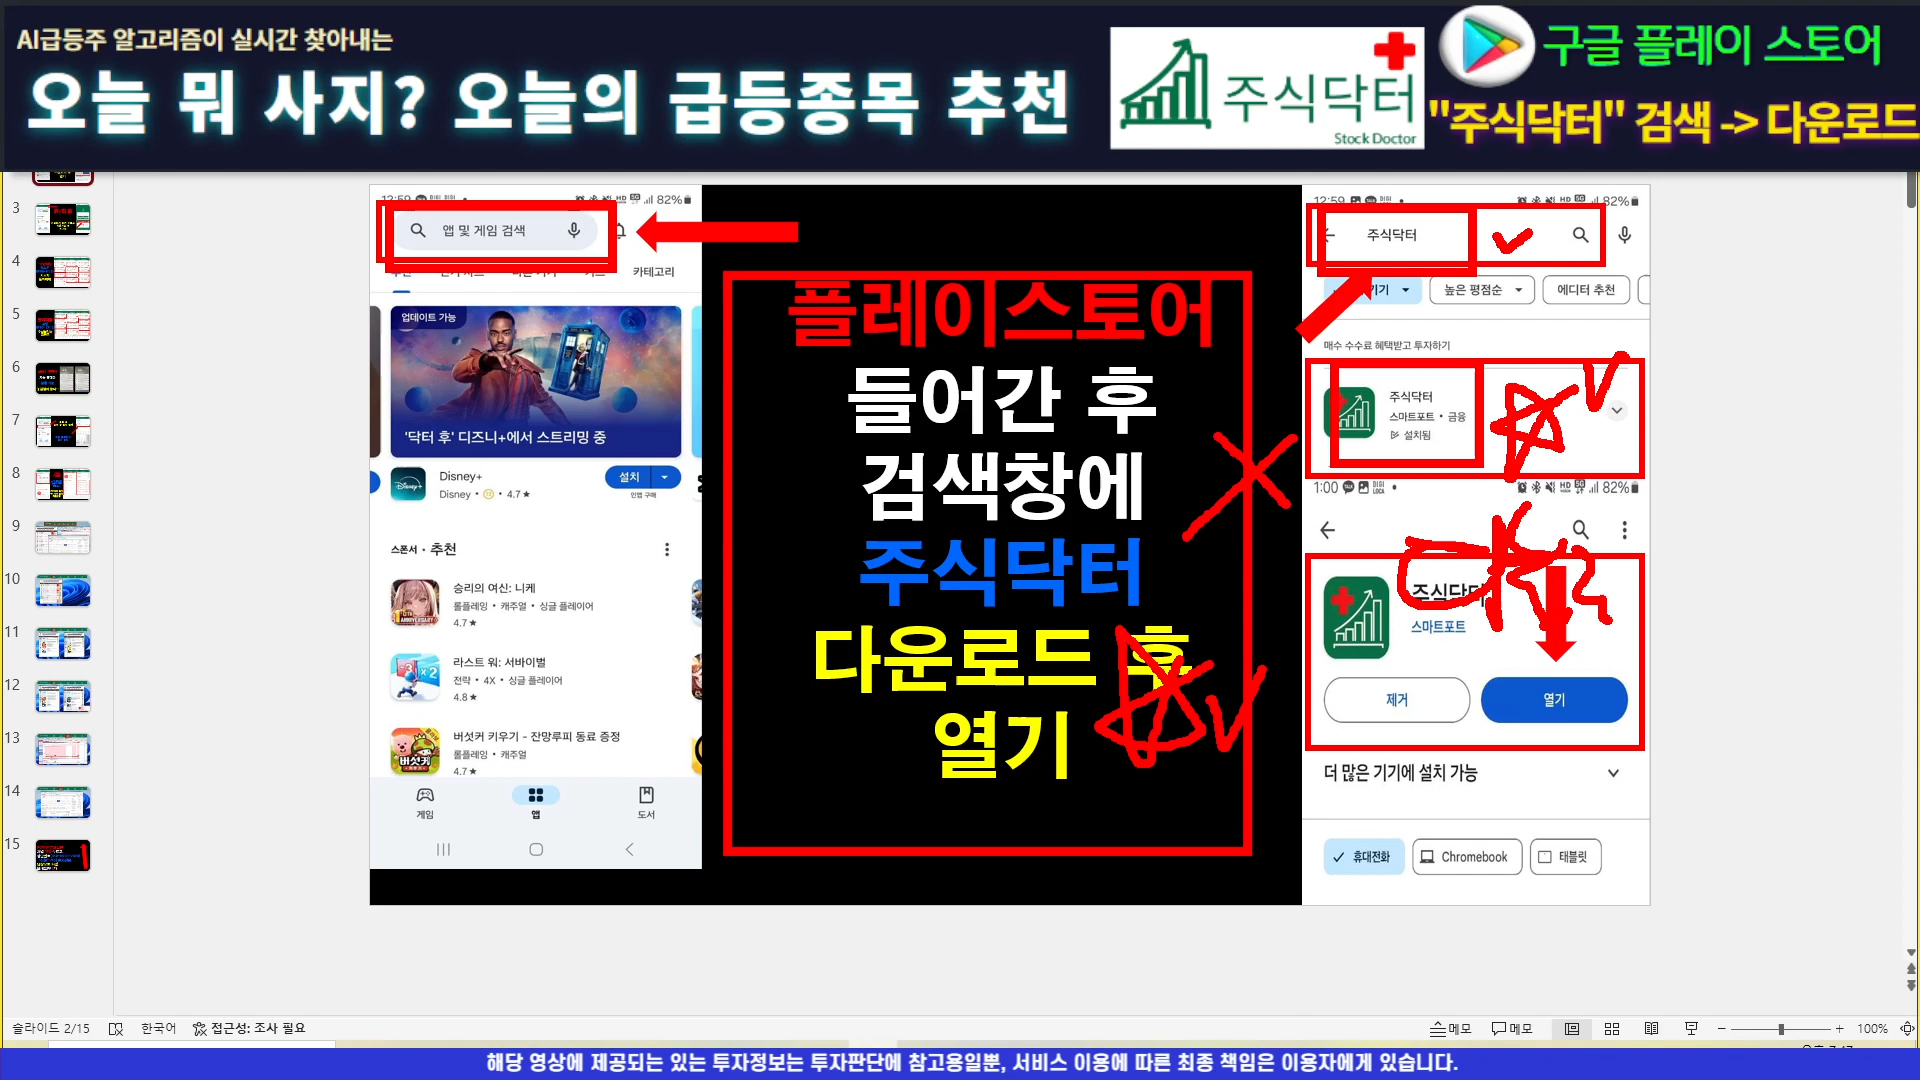 AI급등주 알고리즘이 실시간 찾아내는
오늘 뭐 사지? 오늘의 급등종목 추천
주식닥터
Stock Doctor
구글 플레이 스토어
"주식닥터" 검색 -> 다운로드
3
4
5
6
7
8
9
10
11
12
13
14
15
12:59
82%
앱 및 게임 검색
카테고리
업데이트 가능
'닥터 후' 디즈니+에서 스트리밍 중
Disney+
Disney • 4.7★
설치
인앱 구매
스폰서 · 추천
승리의 여신: 니케
롤플레잉 • 캐주얼 • 싱글 플레이어
4.7★
라스트 워: 서바이벌
전략 • 4X • 싱글 플레이어
4.8★
버섯커 키우기 - 잔망루피 동료 증정
롤플레잉 • 캐주얼
4.7★
게임
앱
도서
플레이스토어
들어간 후
검색창에
주식닥터
다운로드 후
열기
12:59
82%
주식닥터
기기
높은 평점순
에디터 추천
매수 수수료 혜택받고 투자하기
주식닥터
스마트포트 • 금융
설치됨
1:00
82%
주식닥터
스마트포트
제거
열기
더 많은 기기에 설치 가능
휴대전화
Chromebook
태블릿
슬라이드 2/15
한국어
접근성: 조사 필요
메모
메모
100%
해당 영상에 제공되는 있는 투자정보는 투자판단에 참고용일뿐, 서비스 이용에 따른 최종 책임은 이용자에게 있습니다.